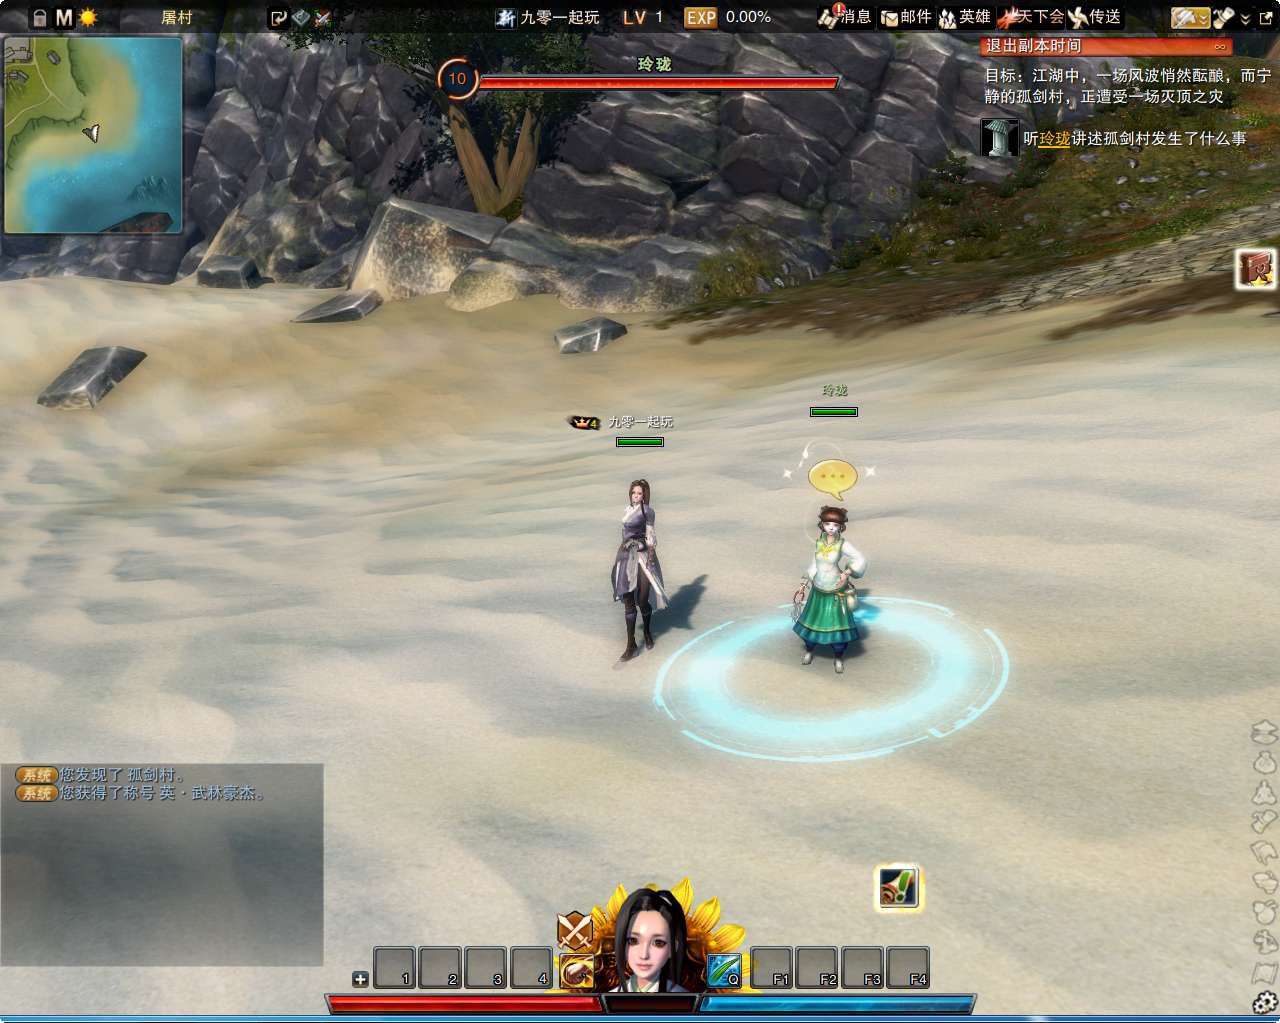 M 屠村
新 九零一起玩 LV 1 EXP 0.00%
消息 邮件 英雄 天下会 传送
10 玲珑
退出副本时间 ∞
目标：江湖中，一场风波悄然酝酿，而宁
静的孤剑村，正遭受一场灭顶之灾
听玲珑讲述孤剑村发生了什么事
玲珑
4 九零一起玩
系统 您发现了 孤剑村。
系统 您获得了称号 英·武林豪杰。
1 2 3 4 Q F1 F2 F3 F4